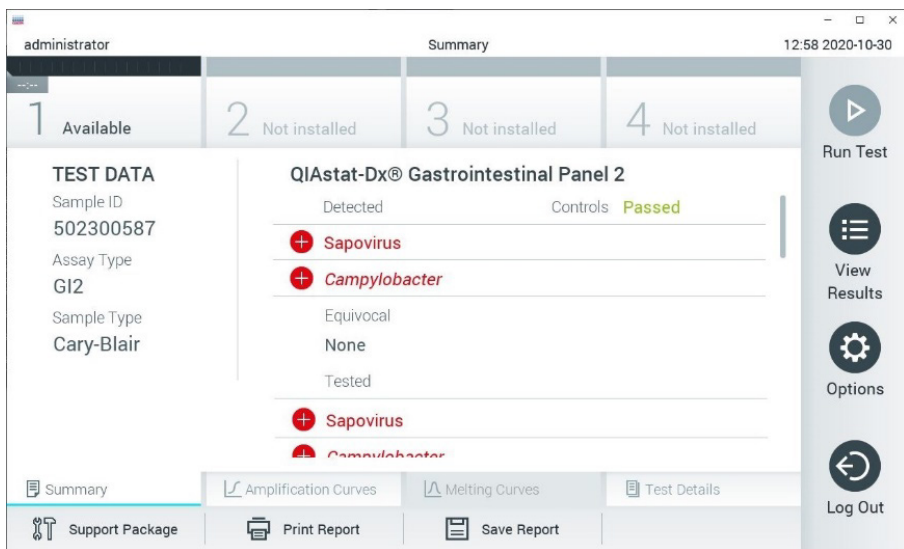 administrator
Summary
12:58 2020-10-30
--:--
1 Available
2 Not installed
3 Not installed
4 Not installed
Run Test
View Results
Options
Log Out
TEST DATA
Sample ID
502300587
Assay Type
GI2
Sample Type
Cary-Blair
QIAstat-Dx® Gastrointestinal Panel 2
Detected
Controls Passed
Sapovirus
Campylobacter
Equivocal
None
Tested
Sapovirus
Campylobacter
Summary
Amplification Curves
Melting Curves
Test Details
Support Package
Print Report
Save Report